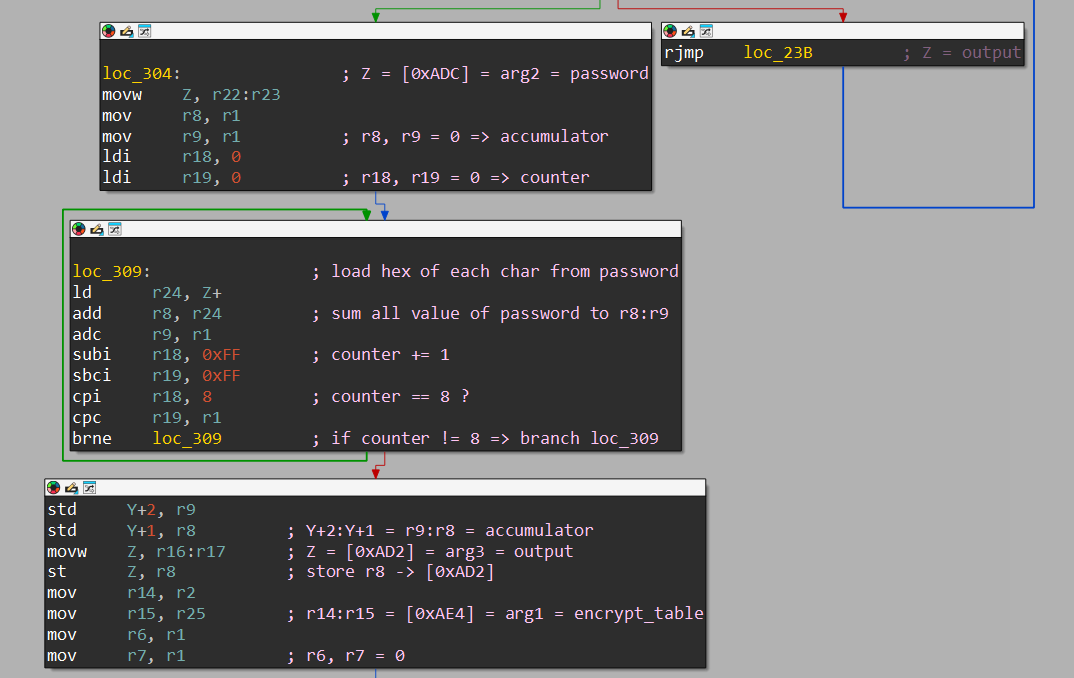 loc_304: ; Z = [0xADC] = arg2 = password
movw Z, r22:r23
mov r8, r1
mov r9, r1 ; r8, r9 = 0 => accumulator
ldi r18, 0
ldi r19, 0 ; r18, r19 = 0 => counter
rjmp loc_23B ; Z = output
loc_309: ; load hex of each char from password
ld r24, Z+
add r8, r24 ; sum all value of password to r8:r9
adc r9, r1
subi r18, 0xFF ; counter += 1
sbci r19, 0xFF
cpi r18, 8 ; counter == 8 ?
cpc r19, r1
brne loc_309 ; if counter != 8 => branch loc_309
std Y+2, r9
std Y+1, r8 ; Y+2:Y+1 = r9:r8 = accumulator
movw Z, r16:r17 ; Z = [0xAD2] = arg3 = output
st Z, r8 ; store r8 -> [0xAD2]
mov r14, r2
mov r15, r25 ; r14:r15 = [0xAE4] = arg1 = encrypt_table
mov r6, r1
mov r7, r1 ; r6, r7 = 0